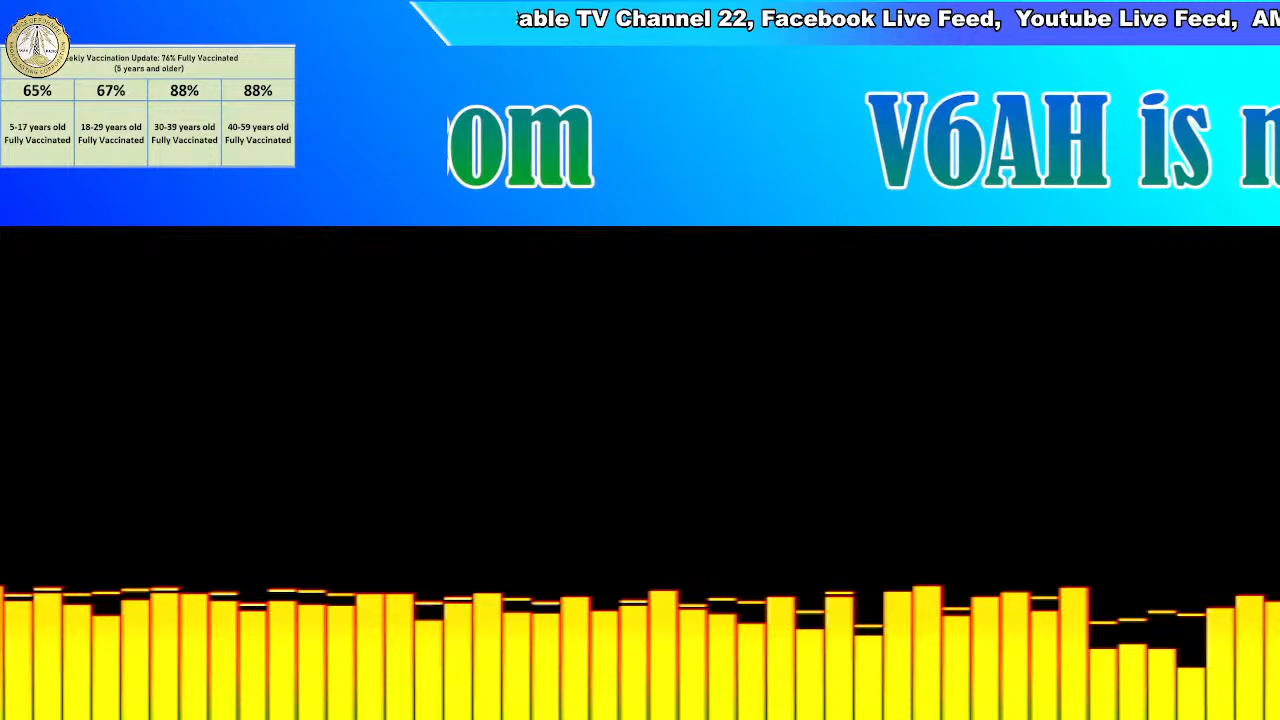 able TV Channel 22, Facebook Live Feed, Youtube Live Feed, AM
ekly Vaccination Update: 76% Fully Vaccinated
(5 years and older)
65% 67% 88% 88%
5-17 years old 18-29 years old 30-39 years old 40-59 years old
Fully Vaccinated Fully Vaccinated Fully Vaccinated Fully Vaccinated
om V6AH is n